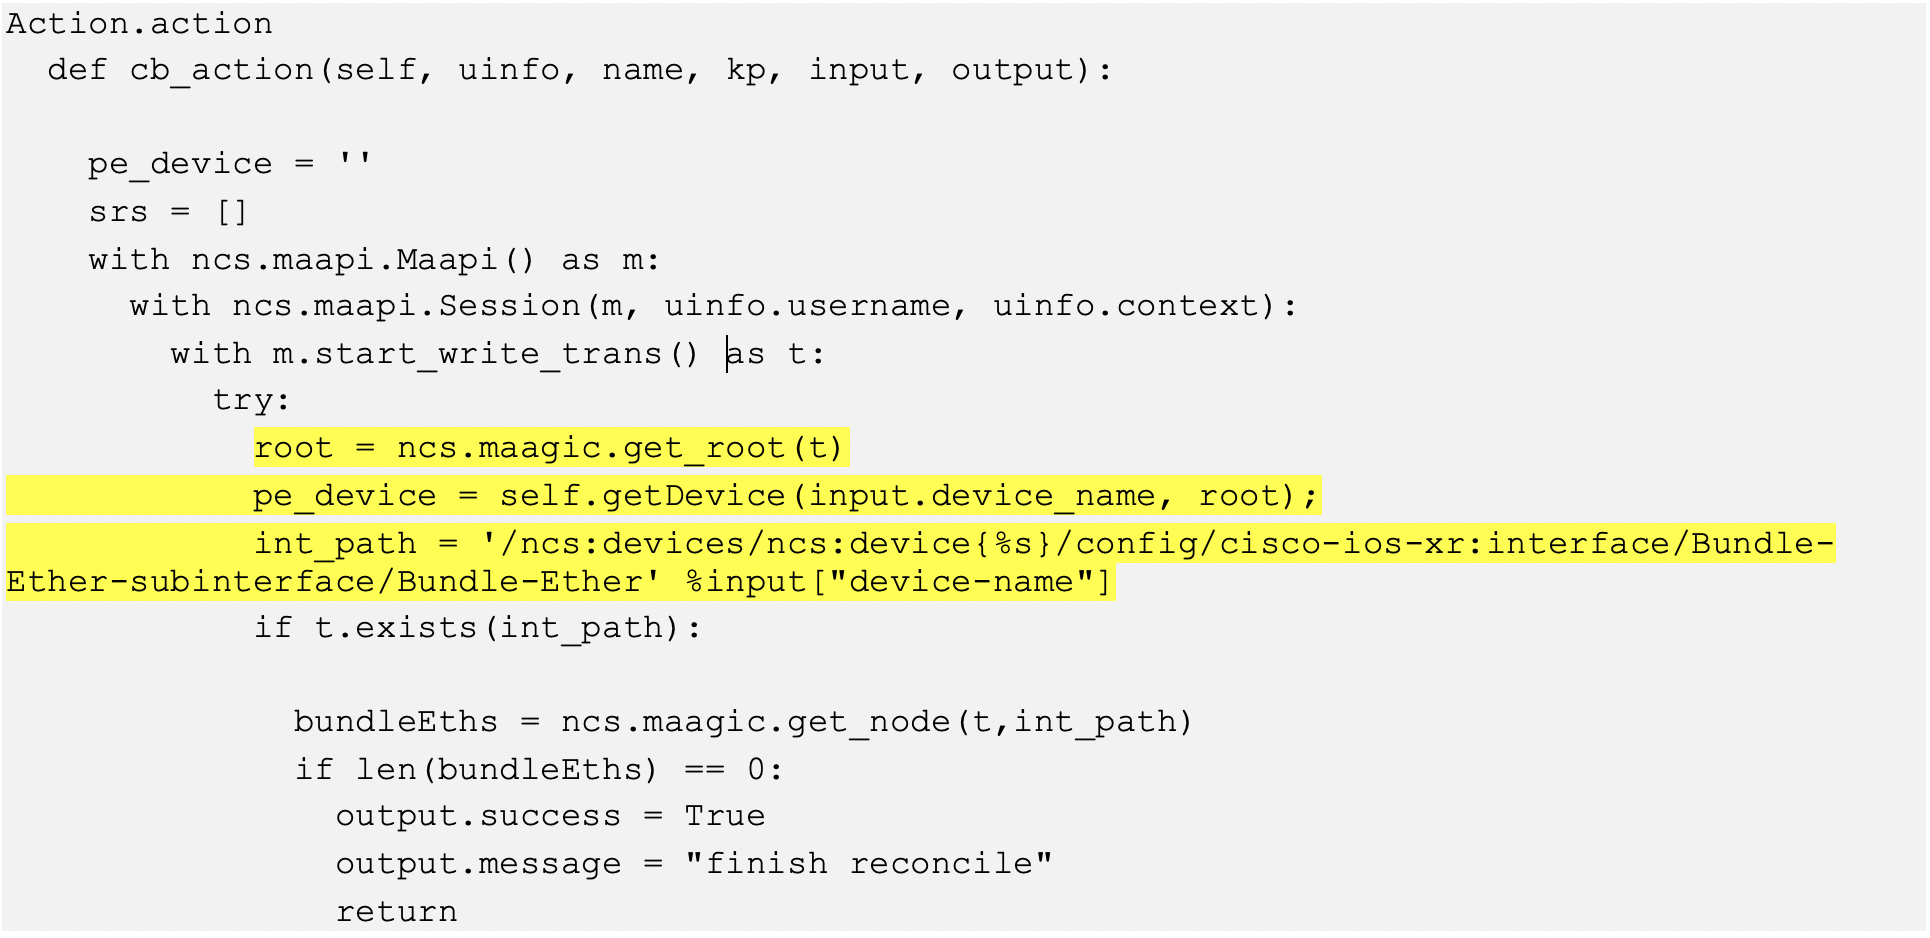 Action.action
  def cb_action(self, uinfo, name, kp, input, output):

    pe_device = ''
    srs = []
    with ncs.maapi.Maapi() as m:
      with ncs.maapi.Session(m, uinfo.username, uinfo.context):
        with m.start_write_trans() as t:
          try:
            root = ncs.maagic.get_root(t)
            pe_device = self.getDevice(input.device_name, root);
            int_path = '/ncs:devices/ncs:device{%s}/config/cisco-ios-xr:interface/Bundle-
Ether-subinterface/Bundle-Ether' %input["device-name"]
            if t.exists(int_path):

              bundleEths = ncs.maagic.get_node(t,int_path)
              if len(bundleEths) == 0:
                output.success = True
                output.message = "finish reconcile"
                return